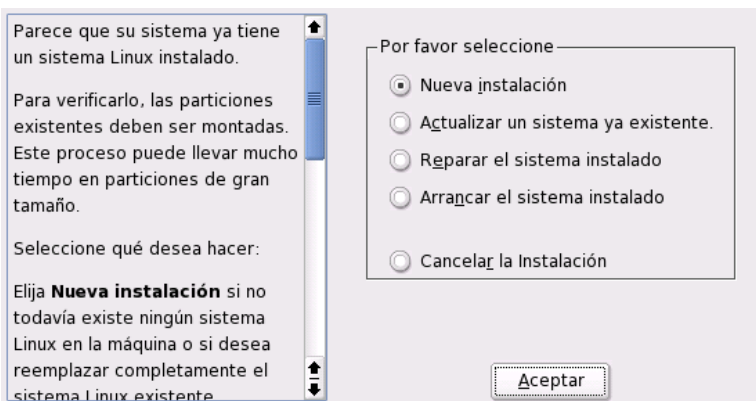 Parece que su sistema ya tiene
un sistema Linux instalado.
Para verificarlo, las particiones
existentes deben ser montadas.
Este proceso puede llevar mucho
tiempo en particiones de gran
tamaño.
Seleccione qué desea hacer:
Elija Nueva instalación si no
todavía existe ningún sistema
Linux en la máquina o si desea
reemplazar completamente el
sistema Linux existente
Por favor seleccione
Nueva instalación
Actualizar un sistema ya existente.
Reparar el sistema instalado
Arrancar el sistema instalado
Cancelar la Instalación
Aceptar